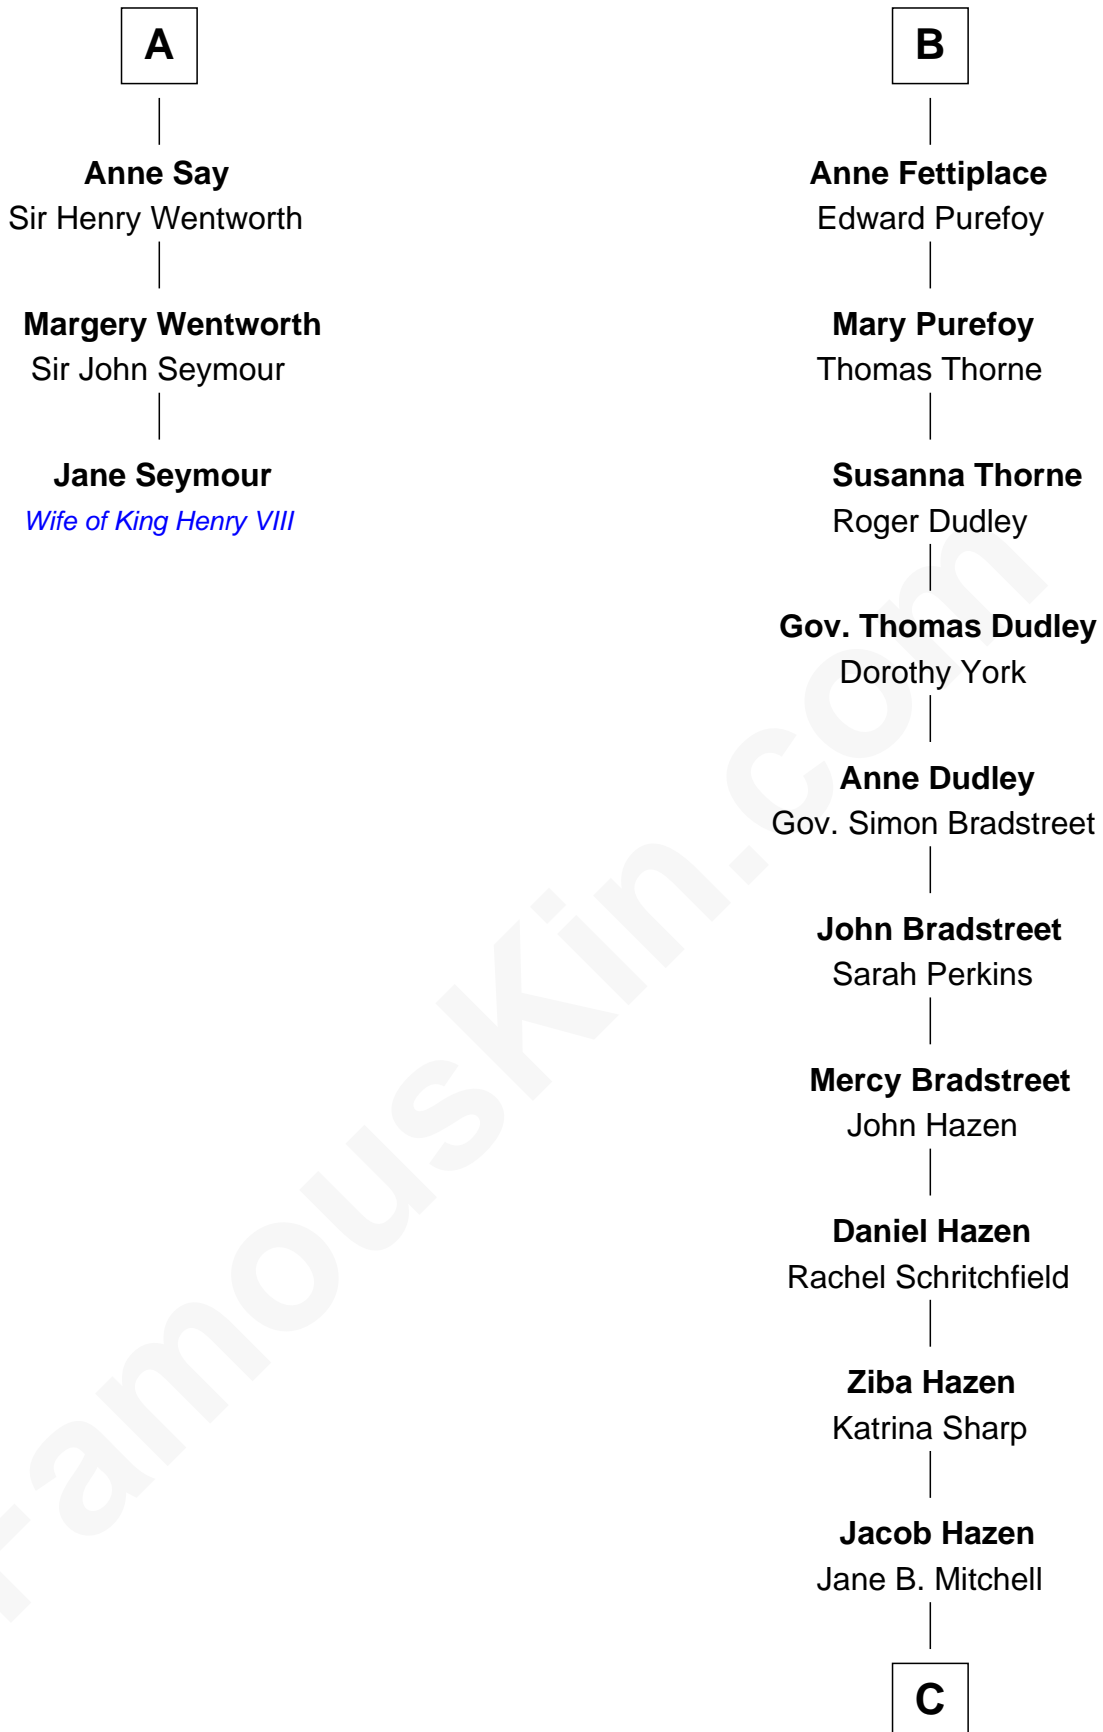 A
Anne Say
Sir Henry Wentworth
Margery Wentworth
Sir John Seymour
Jane Seymour
Wife of King Henry VIII
B
Anne Fettiplace
Edward Purefoy
Mary Purefoy
Thomas Thorne
Susanna Thorne
Roger Dudley
Gov. Thomas Dudley
Dorothy York
Anne Dudley
Gov. Simon Bradstreet
John Bradstreet
Sarah Perkins
Mercy Bradstreet
John Hazen
Daniel Hazen
Rachel Schritchfield
Ziba Hazen
Katrina Sharp
Jacob Hazen
Jane B. Mitchell
C
FamousKin.com